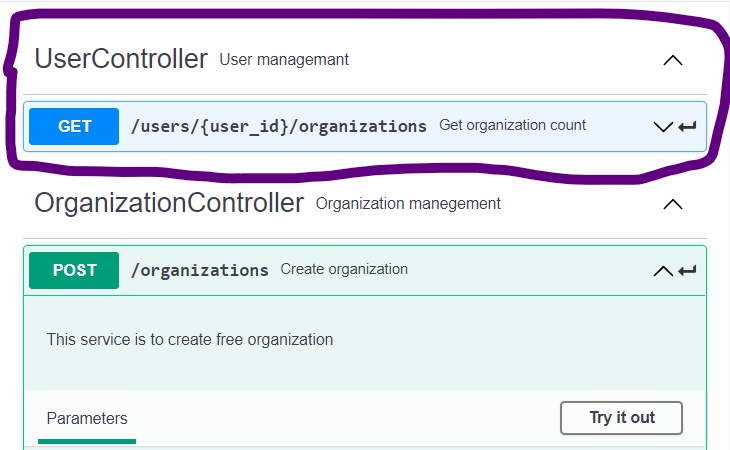 UserController User managemant
GET /users/{user_id}/organizations Get organization count
OrganizationController Organization manegement
POST /organizations Create organization
This service is to create free organization
Parameters Try it out